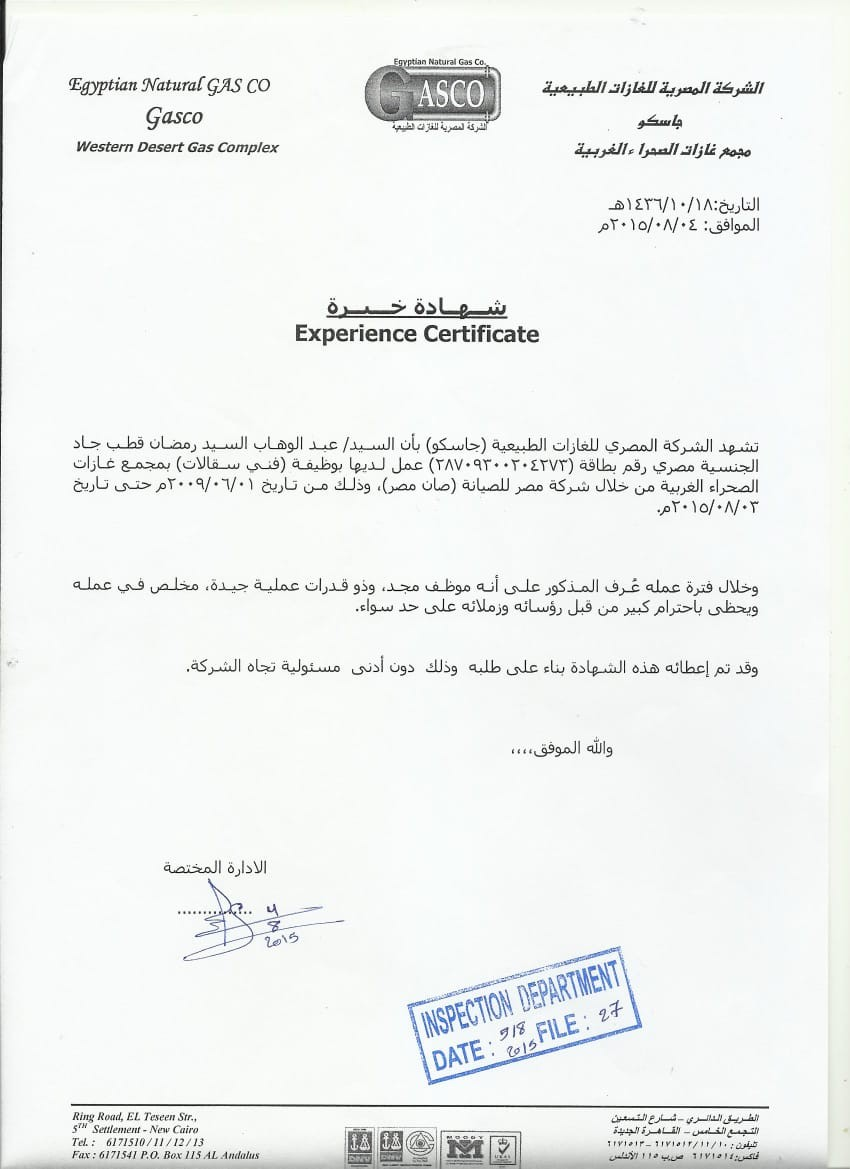 Egyptian Natural GAS CO
Gasco
Western Desert Gas Complex
Egyptian Natural Gas Co.
GASCO
الشركة المصرية للغازات الطبيعية
الشركة المصرية للغازات الطبيعية
جاسكو
مجمع غازات الصحراء الغربية
التاريخ:١٤٣٦/١٠/١٨هـ
الموافق: ٢٠١٥/٠٨/٠٤م
شهادة خبرة
Experience Certificate
تشهد الشركة المصري للغازات الطبيعية (جاسكو) بأن السيد/ عبد الوهاب السيد رمضان قطب جاد
الجنسية مصري رقم بطاقة (٢٨٧٠٩٣٠٠٢٠٤٢٧٣) عمل لديها بوظيفة (فني سقالات) بمجمع غازات
الصحراء الغربية من خلال شركة مصر للصيانة (صان مصر)، وذلك من تاريخ ٢٠٠٩/٠٦/٠١م حتى تاريخ
٢٠١٥/٠٨/٠٣م.
وخلال فترة عمله عُرف المذكور على أنه موظف مجد، وذو قدرات عملية جيدة، مخلص في عمله
ويحظى باحترام كبير من قبل رؤسائه وزملائه على حد سواء.
وقد تم إعطائه هذه الشهادة بناء على طلبه وذلك دون أدنى مسئولية تجاه الشركة.
والله الموفق،،،،
الادارة المختصة
4
8
2015
INSPECTION DEPARTMENT
DATE : 5/8 2015 FILE : 27
Ring Road, EL Teseen Str.,
5TH Settlement - New Cairo
Tel. : 6171510 / 11 / 12 / 13
Fax : 6171541 P.O. Box 115 AL Andalus
DNV
DNV
MOODY
M
UKAS
الطريق الدائري – شارع التسعين
التجمع الخامس – القاهرة الجديدة
تليفون : ٦١٧١٥١٢/١١/١٠ – ٦١٧١٥١٣
فاكس: ٦١٧١٥١٤ ص ب ١١٥ الأندلس